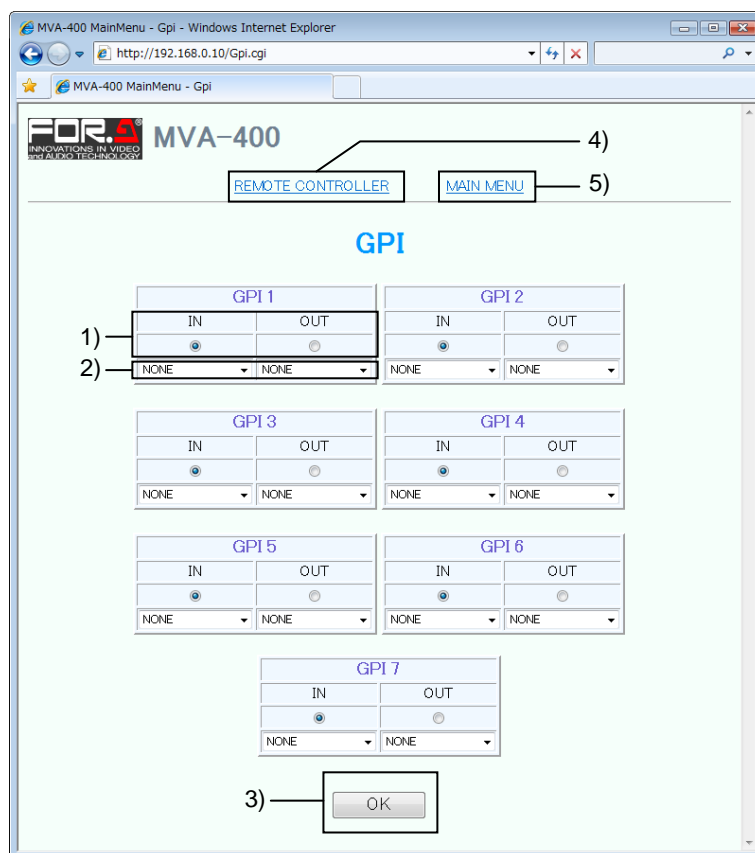 MVA-400 MainMenu - Gpi - Windows Internet Explorer
http://192.168.0.10/Gpi.cgi
MVA-400 MainMenu - Gpi
FOR.A
INNOVATIONS IN VIDEO
and AUDIO TECHNOLOGY
MVA-400
4)
REMOTE CONTROLLER MAIN MENU 5)
GPI
GPI 1 GPI 2
1) IN OUT IN OUT
2) NONE NONE NONE NONE
GPI 3 GPI 4
IN OUT IN OUT
NONE NONE NONE NONE
GPI 5 GPI 6
IN OUT IN OUT
NONE NONE NONE NONE
GPI 7
IN OUT
NONE NONE
3) OK